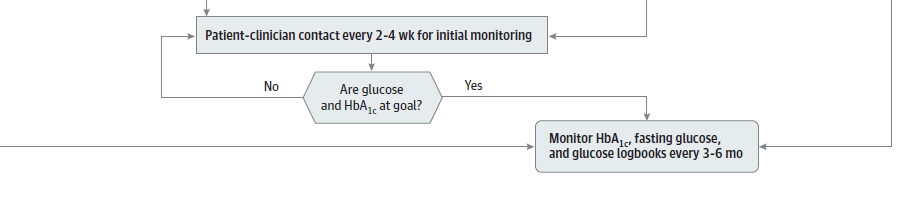 Patient-clinician contact every 2-4 wk for initial monitoring
No
Are glucose
and HbA1c at goal?
Yes
Monitor HbA1c, fasting glucose,
and glucose logbooks every 3-6 mo